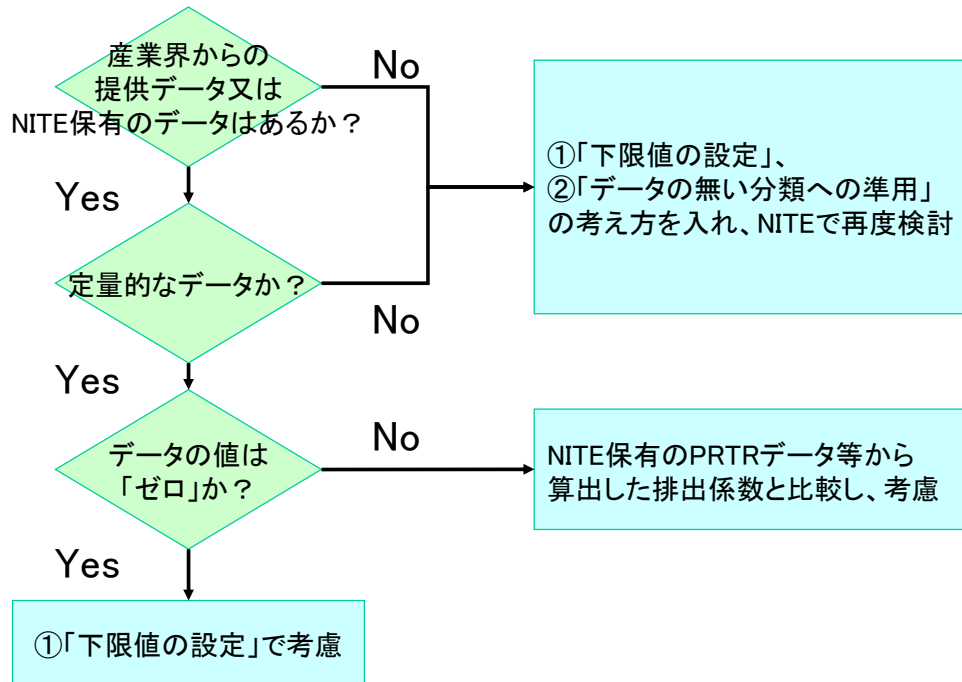 産業界からの
提供データ又は
NITE保有のデータはあるか？
No
Yes
①「下限値の設定」、
②「データの無い分類への準用」
の考え方を入れ、NITEで再度検討
定量的なデータか？
No
Yes
データの値は
「ゼロ」か？
No
NITE保有のPRTRデータ等から
算出した排出係数と比較し、考慮
Yes
①「下限値の設定」で考慮